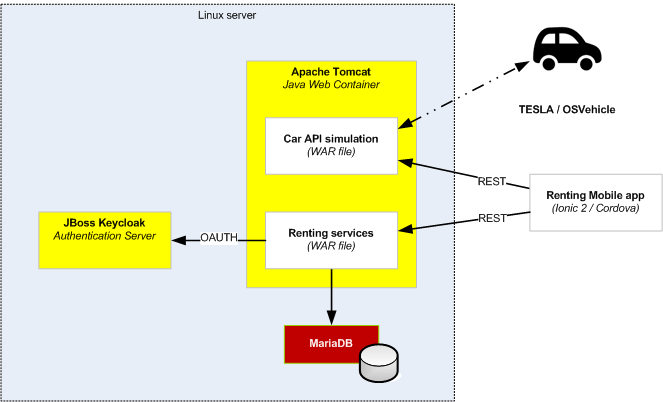 Linux server
Apache Tomcat
Java Web Container
TESLA / OSVehicle
Car API simulation
(WAR file)
REST
Renting Mobile app
(Ionic 2 / Cordova)
REST
JBoss Keycloak
Authentication Server
OAUTH
Renting services
(WAR file)
MariaDB